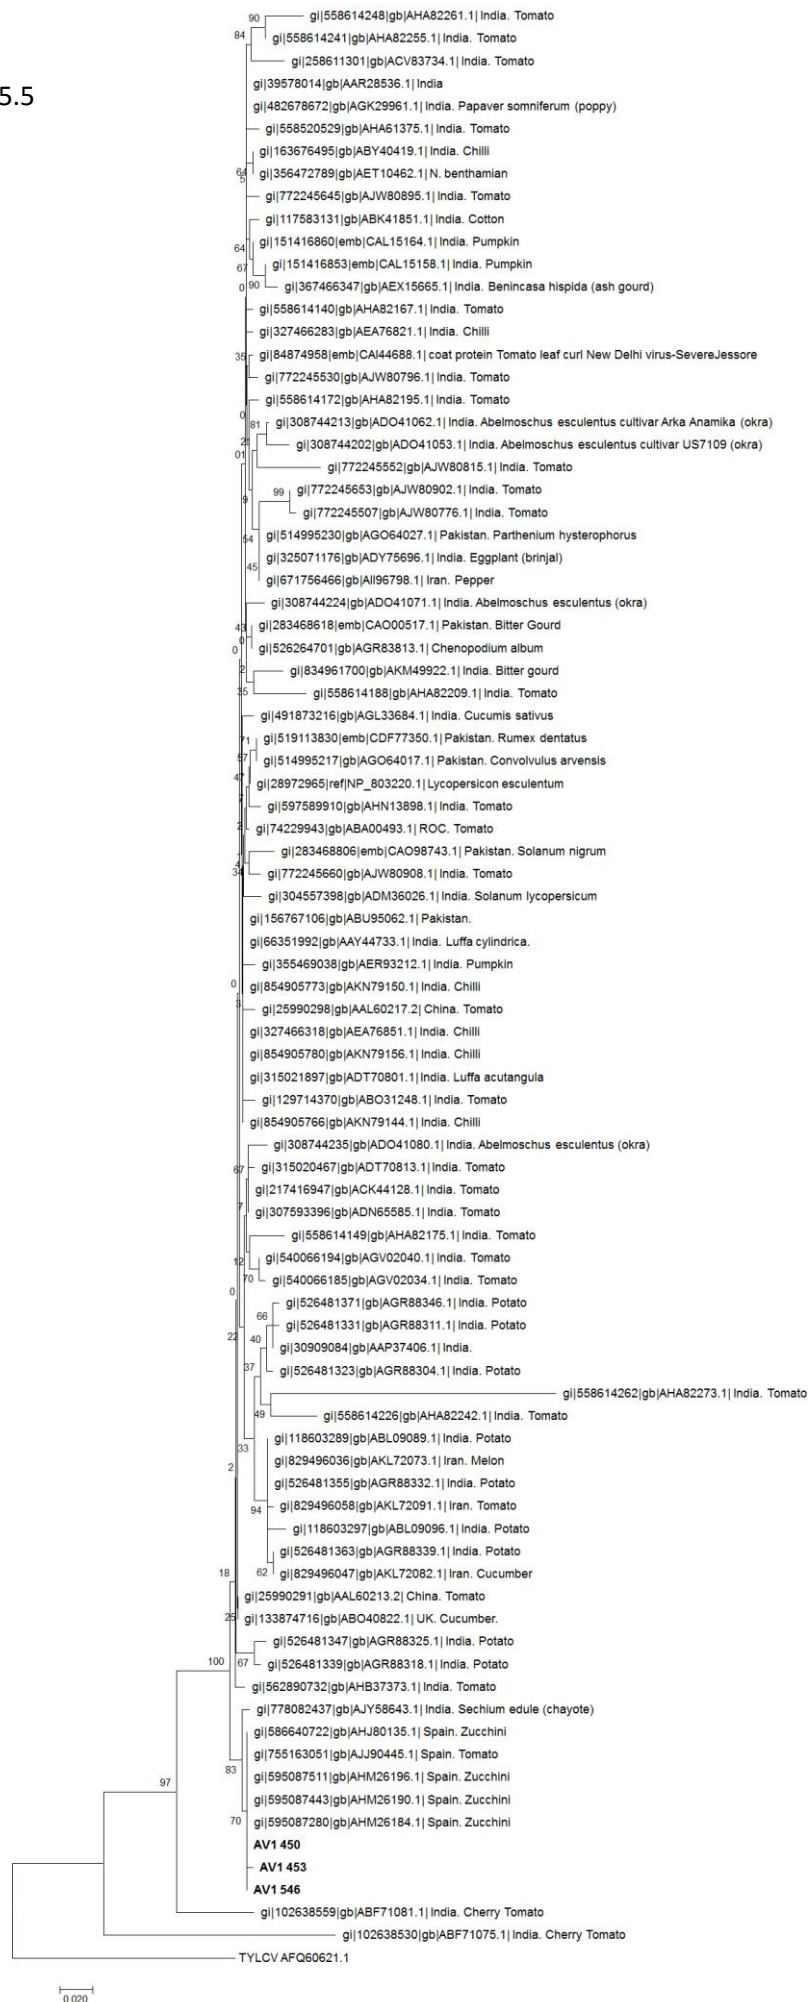 5.5
90
gi|558614248|gb|AHA82261.1| India. Tomato
84
gi|558614241|gb|AHA82255.1| India. Tomato
gi|258611301|gb|ACV83734.1| India. Tomato
gi|39578014|gb|AAR28536.1| India
gi|482678672|gb|AGK29961.1| India. Papaver somniferum (poppy)
gi|558520529|gb|AHA61375.1| India. Tomato
gi|163676495|gb|ABY40419.1| India. Chilli
64
5
gi|356472789|gb|AET10462.1| N. benthamian
gi|772245645|gb|AJW80895.1| India. Tomato
gi|117583131|gb|ABK41851.1| India. Cotton
64
gi|151416860|emb|CAL15164.1| India. Pumpkin
67
gi|151416853|emb|CAL15158.1| India. Pumpkin
0
90
gi|367466347|gb|AEX15665.1| India. Benincasa hispida (ash gourd)
gi|558614140|gb|AHA82167.1| India. Tomato
gi|327466283|gb|AEA76821.1| India. Chilli
35
gi|84874958|emb|CAI44688.1| coat protein Tomato leaf curl New Delhi virus-SevereJessore
gi|772245530|gb|AJW80796.1| India. Tomato
gi|558614172|gb|AHA82195.1| India. Tomato
0
81
gi|308744213|gb|ADO41062.1| India. Abelmoschus esculentus cultivar Arka Anamika (okra)
2
gi|308744202|gb|ADO41053.1| India. Abelmoschus esculentus cultivar US7109 (okra)
01
gi|772245552|gb|AJW80815.1| India. Tomato
99
gi|772245653|gb|AJW80902.1| India. Tomato
9
gi|772245507|gb|AJW80776.1| India. Tomato
54
gi|514995230|gb|AGO64027.1| Pakistan. Parthenium hysterophorus
gi|325071176|gb|ADY75696.1| India. Eggplant (brinjal)
45
gi|671756466|gb|AII96798.1| Iran. Pepper
gi|308744224|gb|ADO41071.1| India. Abelmoschus esculentus (okra)
43
gi|283468618|emb|CAO00517.1| Pakistan. Bitter Gourd
0
0
gi|526264701|gb|AGR83813.1| Chenopodium album
2
gi|834961700|gb|AKM49922.1| India. Bitter gourd
35
gi|558614188|gb|AHA82209.1| India. Tomato
gi|491873216|gb|AGL33684.1| India. Cucumis sativus
71
gi|519113830|emb|CDF77350.1| Pakistan. Rumex dentatus
57
gi|514995217|gb|AGO64017.1| Pakistan. Convolvulus arvensis
47
gi|28972965|ref|NP_803220.1| Lycopersicon esculentum
gi|597589910|gb|AHN13898.1| India. Tomato
2
gi|74229943|gb|ABA00493.1| ROC. Tomato
gi|283468806|emb|CAO98743.1| Pakistan. Solanum nigrum
4
34
gi|772245660|gb|AJW80908.1| India. Tomato
gi|304557398|gb|ADM36026.1| India. Solanum lycopersicum
gi|156767106|gb|ABU95062.1| Pakistan.
gi|66351992|gb|AAY44733.1| India. Luffa cylindrica.
gi|355469038|gb|AER93212.1| India. Pumpkin
0
gi|854905773|gb|AKN79150.1| India. Chilli
3
gi|25990298|gb|AAL60217.2| China. Tomato
gi|327466318|gb|AEA76851.1| India. Chilli
gi|854905780|gb|AKN79156.1| India. Chilli
gi|315021897|gb|ADT70801.1| India. Luffa acutangula
gi|129714370|gb|ABO31248.1| India. Tomato
gi|854905766|gb|AKN79144.1| India. Chilli
gi|308744235|gb|ADO41080.1| India. Abelmoschus esculentus (okra)
67
gi|315020467|gb|ADT70813.1| India. Tomato
gi|217416947|gb|ACK44128.1| India. Tomato
7
gi|307593396|gb|ADN65585.1| India. Tomato
gi|558614149|gb|AHA82175.1| India. Tomato
12
gi|540066194|gb|AGV02040.1| India. Tomato
70
gi|540066185|gb|AGV02034.1| India. Tomato
0
gi|526481371|gb|AGR88346.1| India. Potato
66
gi|526481331|gb|AGR88311.1| India. Potato
22
40
gi|30909084|gb|AAP37406.1| India.
37
gi|526481323|gb|AGR88304.1| India. Potato
gi|558614262|gb|AHA82273.1| India. Tomato
49
gi|558614226|gb|AHA82242.1| India. Tomato
gi|118603289|gb|ABL09089.1| India. Potato
33
gi|829496036|gb|AKL72073.1| Iran. Melon
2
gi|526481355|gb|AGR88332.1| India. Potato
94
gi|829496058|gb|AKL72091.1| Iran. Tomato
gi|118603297|gb|ABL09096.1| India. Potato
gi|526481363|gb|AGR88339.1| India. Potato
18
62
gi|829496047|gb|AKL72082.1| Iran. Cucumber
gi|25990291|gb|AAL60213.2| China. Tomato
25
gi|133874716|gb|ABO40822.1| UK. Cucumber.
gi|526481347|gb|AGR88325.1| India. Potato
100
67
gi|526481339|gb|AGR88318.1| India. Potato
gi|562890732|gb|AHB37373.1| India. Tomato
gi|778082437|gb|AJY58643.1| India. Sechium edule (chayote)
gi|586640722|gb|AHJ80135.1| Spain. Zucchini
gi|755163051|gb|AJJ90445.1| Spain. Tomato
83
97
gi|595087511|gb|AHM26196.1| Spain. Zucchini
gi|595087443|gb|AHM26190.1| Spain. Zucchini
70
gi|595087280|gb|AHM26184.1| Spain. Zucchini
AV1 450
AV1 453
AV1 546
gi|102638559|gb|ABF71081.1| India. Cherry Tomato
gi|102638530|gb|ABF71075.1| India. Cherry Tomato
TYLCV AFQ60621.1
0.020